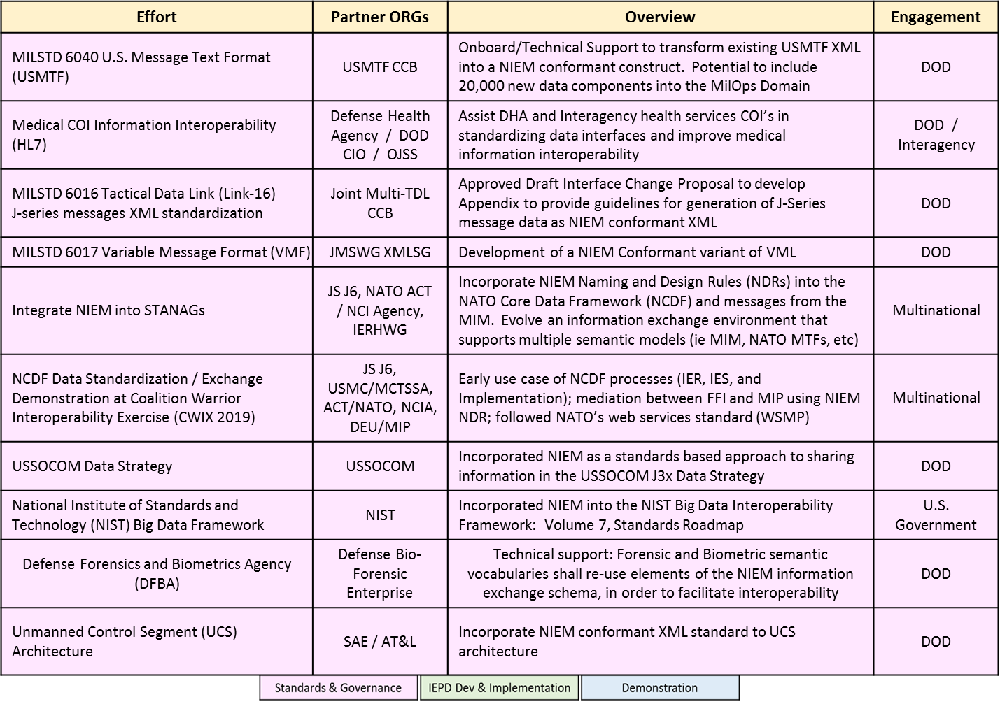 Effort
Partner ORGs
Overview
Engagement
MILSTD 6040 U.S. Message Text Format
(USMTF)
USMTF CCB
Onboard/Technical Support to transform existing USMTF XML
into a NIEM conformant construct.  Potential to include
20,000 new data components into the MilOps Domain
DOD
Medical COI Information Interoperability
(HL7)
Defense Health
Agency  /  DOD
CIO  /  OJSS
Assist DHA and Interagency health services COI’s in
standardizing data interfaces and improve medical
information interoperability
DOD  /
Interagency
MILSTD 6016 Tactical Data Link (Link-16)
J-series messages XML standardization
Joint Multi-TDL
CCB
Approved Draft Interface Change Proposal to develop
Appendix to provide guidelines for generation of J-Series
message data as NIEM conformant XML
DOD
MILSTD 6017 Variable Message Format (VMF)
JMSWG XMLSG
Development of a NIEM Conformant variant of VML
DOD
Integrate NIEM into STANAGs
JS J6, NATO ACT
/ NCI Agency,
IERHWG
Incorporate NIEM Naming and Design Rules (NDRs) into the
NATO Core Data Framework (NCDF) and messages from the
MIM.  Evolve an information exchange environment that
supports multiple semantic models (ie MIM, NATO MTFs, etc)
Multinational
NCDF Data Standardization / Exchange
Demonstration at Coalition Warrior
Interoperability Exercise (CWIX 2019)
JS J6,
USMC/MCTSSA,
ACT/NATO, NCIA,
DEU/MIP
Early use case of NCDF processes (IER, IES, and
Implementation); mediation between FFI and MIP using NIEM
NDR; followed NATO’s web services standard (WSMP)
Multinational
USSOCOM Data Strategy
USSOCOM
Incorporated NIEM as a standards based approach to sharing
information in the USSOCOM J3x Data Strategy
DOD
National Institute of Standards and
Technology (NIST) Big Data Framework
NIST
Incorporated NIEM into the NIST Big Data Interoperability
Framework:  Volume 7, Standards Roadmap
U.S.
Government
Defense Forensics and Biometrics Agency
(DFBA)
Defense Bio-
Forensic
Enterprise
Technical support: Forensic and Biometric semantic
vocabularies shall re-use elements of the NIEM information
exchange schema, in order to facilitate interoperability
DOD
Unmanned Control Segment (UCS)
Architecture
SAE / AT&L
Incorporate NIEM conformant XML standard to UCS
architecture
DOD
Standards & Governance
IEPD Dev & Implementation
Demonstration